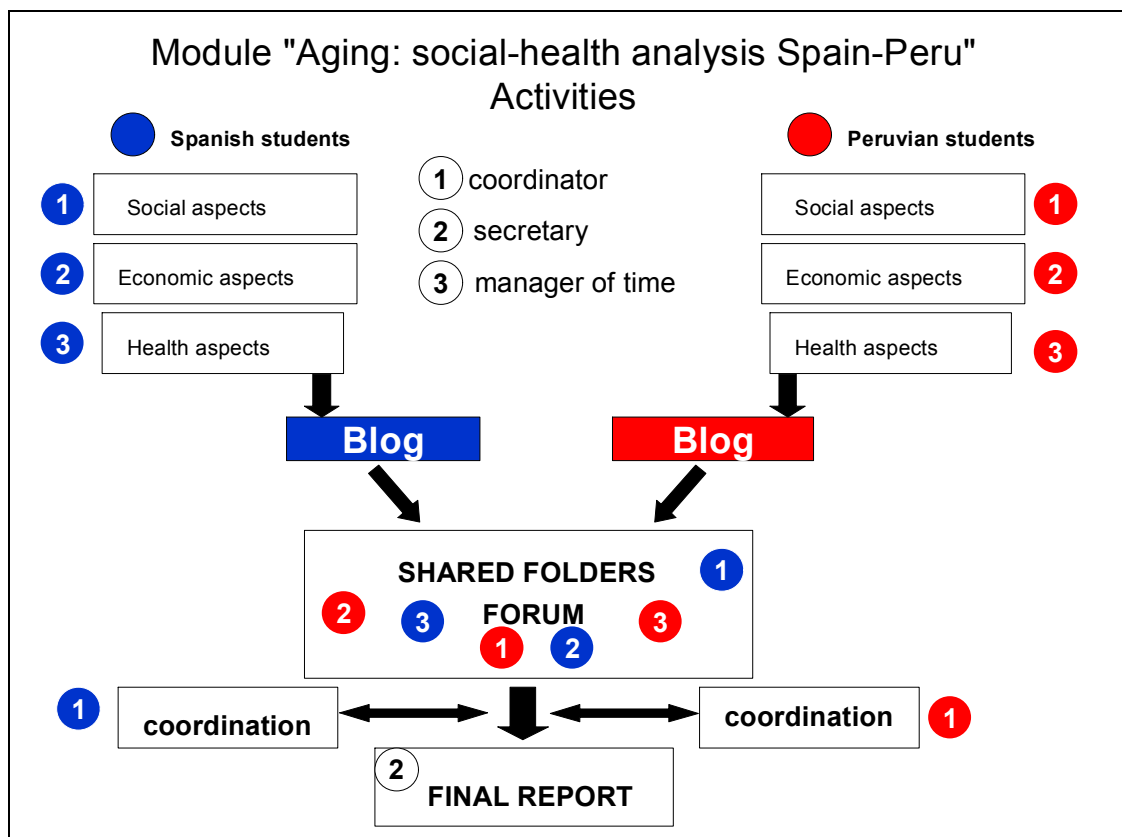 Module "Aging: social-health analysis Spain-Peru"
Activities
Spanish students
Peruvian students
1 coordinator
2 secretary
3 manager of time
1 Social aspects
2 Economic aspects
3 Health aspects
Social aspects 1
Economic aspects 2
Health aspects 3
Blog
Blog
SHARED FOLDERS
FORUM
1
2
3
1
2
3
1 coordination
coordination 1
2
FINAL REPORT